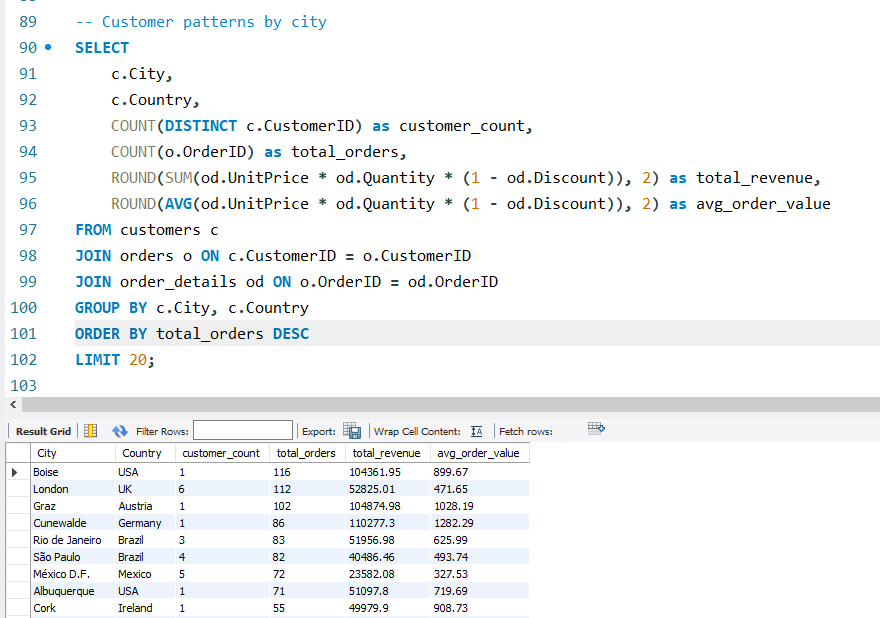 89 -- Customer patterns by city
90 SELECT
91 c.City,
92 c.Country,
93 COUNT(DISTINCT c.CustomerID) as customer_count,
94 COUNT(o.OrderID) as total_orders,
95 ROUND(SUM(od.UnitPrice * od.Quantity * (1 - od.Discount)), 2) as total_revenue,
96 ROUND(AVG(od.UnitPrice * od.Quantity * (1 - od.Discount)), 2) as avg_order_value
97 FROM customers c
98 JOIN orders o ON c.CustomerID = o.CustomerID
99 JOIN order_details od ON o.OrderID = od.OrderID
100 GROUP BY c.City, c.Country
101 ORDER BY total_orders DESC
102 LIMIT 20;
103
Result Grid Filter Rows: Export: Wrap Cell Content: IA Fetch rows:
City Country customer_count total_orders total_revenue avg_order_value
Boise USA 1 116 104361.95 899.67
London UK 6 112 52825.01 471.65
Graz Austria 1 102 104874.98 1028.19
Cunewalde Germany 1 86 110277.3 1282.29
Rio de Janeiro Brazil 3 83 51956.98 625.99
São Paulo Brazil 4 82 40486.46 493.74
México D.F. Mexico 5 72 23582.08 327.53
Albuquerque USA 1 71 51097.8 719.69
Cork Ireland 1 55 49979.9 908.73